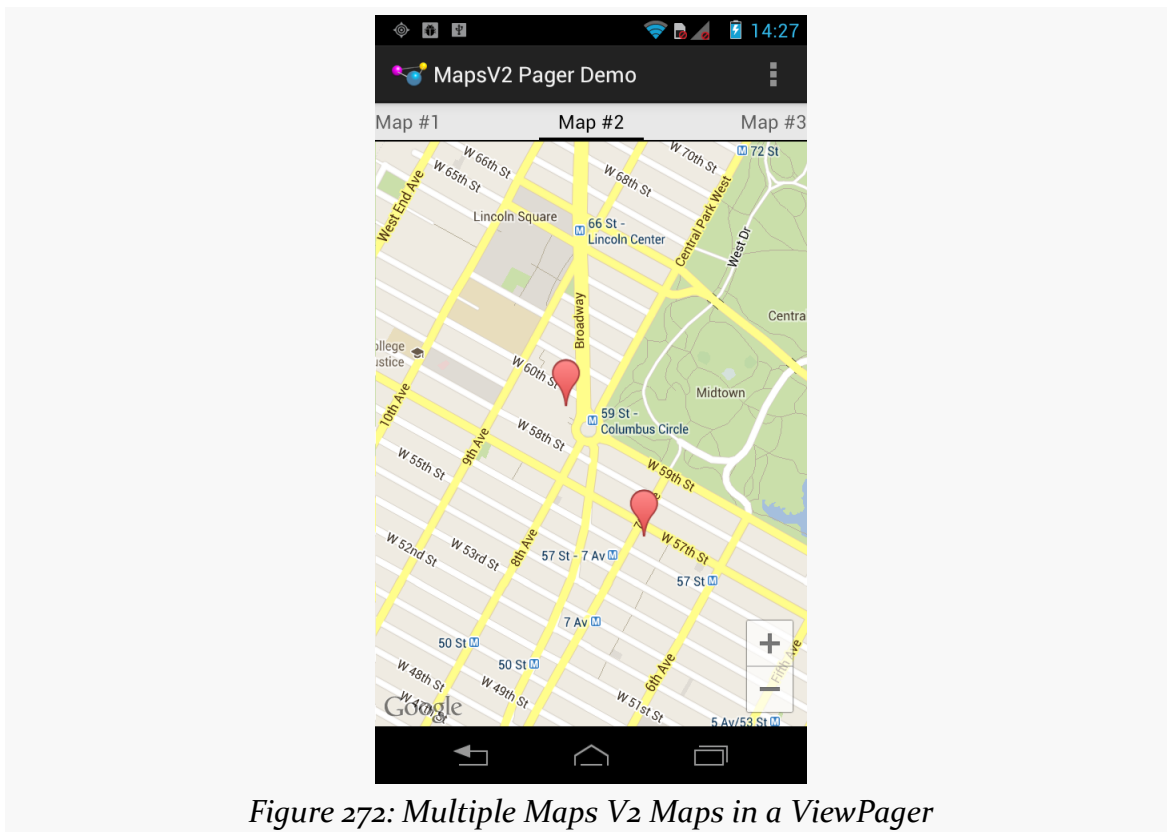 14:27
MapsV2 Pager Demo
Map #1 Map #2 Map #3
W 70th St
M 72 St
W 66th St
W 65th St
W 68th St
West End Ave
Central Park West
West Dr
Lincoln Square
M 66 St -
Lincoln Center
Broadway
Centra
ollege
ustice
W 60th St
Midtown
10th Ave
M 59 St -
Columbus Circle
W 58th St
9th Ave
W 55th St
W 59th St
W 52nd St
W 53rd St
8th Ave
57 St - 7 Av M
W 57th St
57 St M
7 Av M
50 St M
50 St M
6th Ave
Fifth Ave
W 48th St
W 49th St
W 51st St
Google
5 Av/53 St M
Figure 272: Multiple Maps V2 Maps in a ViewPager